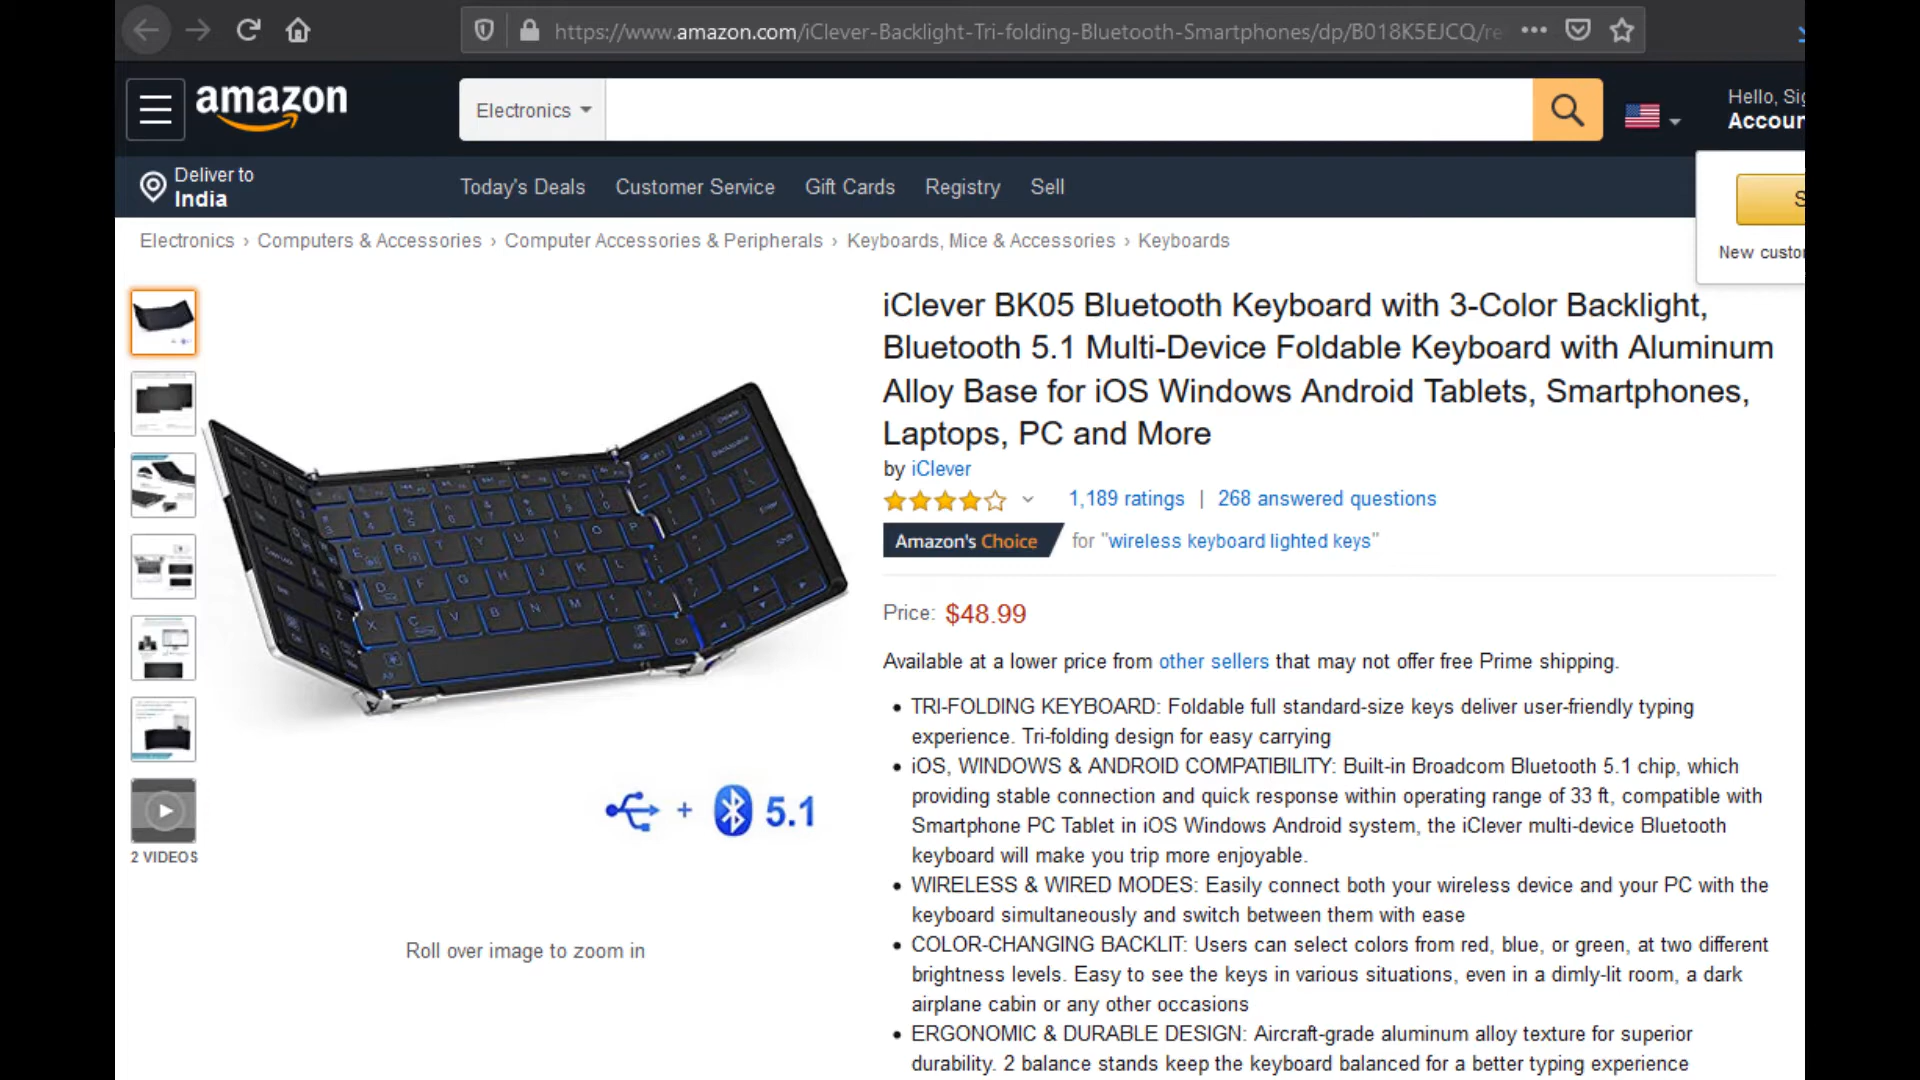 https://www.amazon.com/iClever-Backlight-Tri-folding-Bluetooth-Smartphones/dp/B018K5EJCQ/re
amazon
Electronics
Hello, Sig
Accoun
Deliver to
India
Today's Deals Customer Service Gift Cards Registry Sell
S
New custo
Electronics › Computers & Accessories › Computer Accessories & Peripherals › Keyboards, Mice & Accessories › Keyboards
iClever BK05 Bluetooth Keyboard with 3-Color Backlight,
Bluetooth 5.1 Multi-Device Foldable Keyboard with Aluminum
Alloy Base for iOS Windows Android Tablets, Smartphones,
Laptops, PC and More
by iClever
1,189 ratings | 268 answered questions
Amazon's Choice for "wireless keyboard lighted keys"
Price: $48.99
Available at a lower price from other sellers that may not offer free Prime shipping.
• TRI-FOLDING KEYBOARD: Foldable full standard-size keys deliver user-friendly typing
experience. Tri-folding design for easy carrying
• iOS, WINDOWS & ANDROID COMPATIBILITY: Built-in Broadcom Bluetooth 5.1 chip, which
providing stable connection and quick response within operating range of 33 ft, compatible with
Smartphone PC Tablet in iOS Windows Android system, the iClever multi-device Bluetooth
keyboard will make you trip more enjoyable.
• WIRELESS & WIRED MODES: Easily connect both your wireless device and your PC with the
keyboard simultaneously and switch between them with ease
• COLOR-CHANGING BACKLIT: Users can select colors from red, blue, or green, at two different
brightness levels. Easy to see the keys in various situations, even in a dimly-lit room, a dark
airplane cabin or any other occasions
• ERGONOMIC & DURABLE DESIGN: Aircraft-grade aluminum alloy texture for superior
durability. 2 balance stands keep the keyboard balanced for a better typing experience
+ 5.1
2 VIDEOS
Roll over image to zoom in